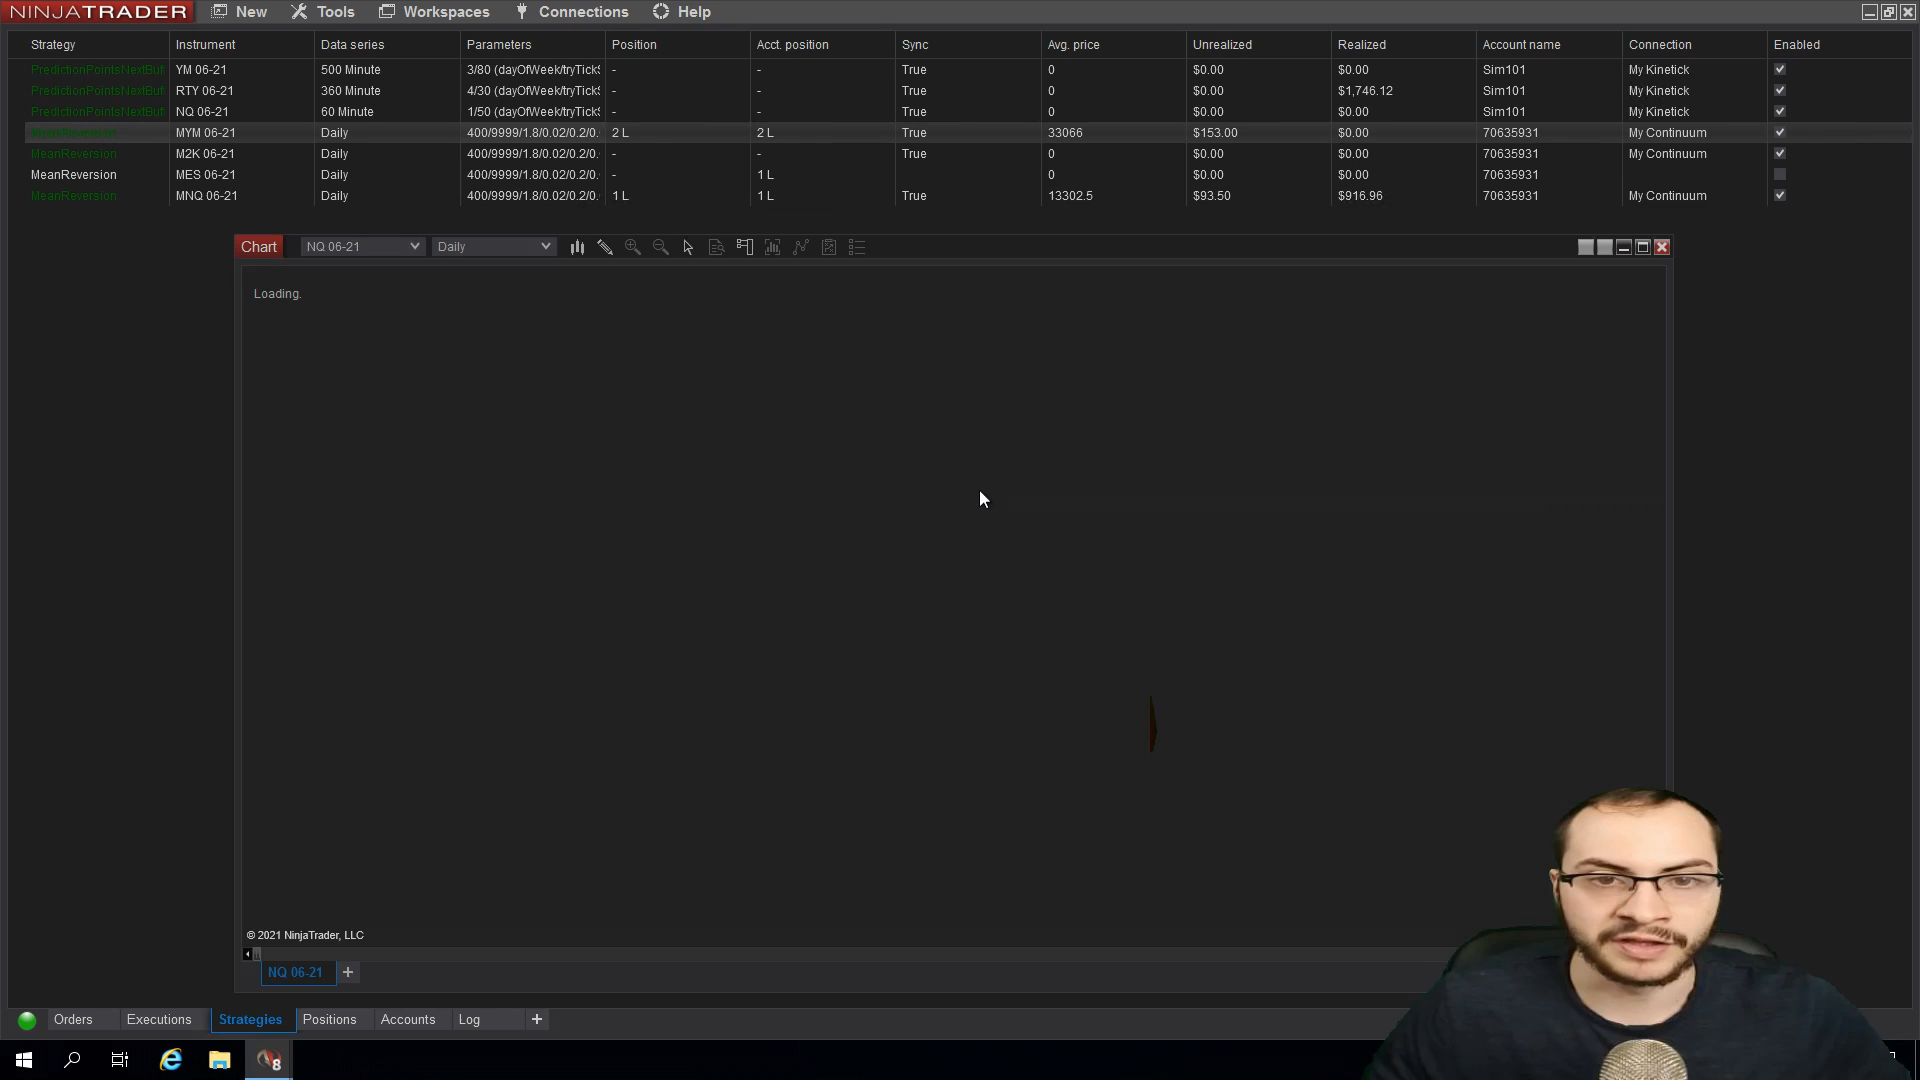 NINJATRADER New Tools Workspaces Connections Help
Strategy Instrument Data series Parameters Position Acct. position Sync Avg. price Unrealized Realized Account name Connection Enabled
PredictionPointsNextBuf YM 06-21 500 Minute 3/80 (dayOfWeek/tryTickS - - True 0 $0.00 $0.00 Sim101 My Kinetick
PredictionPointsNextBuf RTY 06-21 360 Minute 4/30 (dayOfWeek/tryTickS - - True 0 $0.00 $1,746.12 Sim101 My Kinetick
PredictionPointsNextBuf NQ 06-21 60 Minute 1/50 (dayOfWeek/tryTickS - - True 0 $0.00 $0.00 Sim101 My Kinetick
MeanReversion MYM 06-21 Daily 400/9999/1.8/0.02/0.2/0. 2 L 2 L True 33066 $153.00 $0.00 70635931 My Continuum
MeanReversion M2K 06-21 Daily 400/9999/1.8/0.02/0.2/0. - - True 0 $0.00 $0.00 70635931 My Continuum
MeanReversion MES 06-21 Daily 400/9999/1.8/0.02/0.2/0. - 1 L 0 $0.00 $0.00 70635931
MeanReversion MNQ 06-21 Daily 400/9999/1.8/0.02/0.2/0. 1 L 1 L True 13302.5 $93.50 $916.96 70635931 My Continuum
Chart NQ 06-21 Daily
Loading.
© 2021 NinjaTrader, LLC
NQ 06-21 +
Orders Executions Strategies Positions Accounts Log +
8